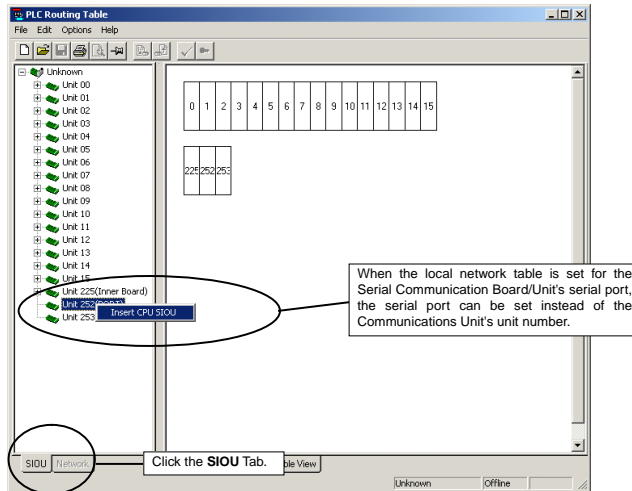 PLC Routing Table
File Edit Options Help
Unknown
Unit 00
Unit 01
Unit 02
Unit 03
Unit 04
Unit 05
Unit 06
Unit 07
Unit 08
Unit 09
Unit 10
Unit 11
Unit 12
Unit 13
Unit 14
Unit 15
Unit 225(Inner Board)
Unit 252
Insert CPU SIOU
Unit 253
0 1 2 3 4 5 6 7 8 9 10 11 12 13 14 15
225 252 253
When the local network table is set for the
Serial Communication Board/Unit's serial port,
the serial port can be set instead of the
Communications Unit's unit number.
SIOU Network
Click the SIOU Tab.
ble View
Unknown Offline